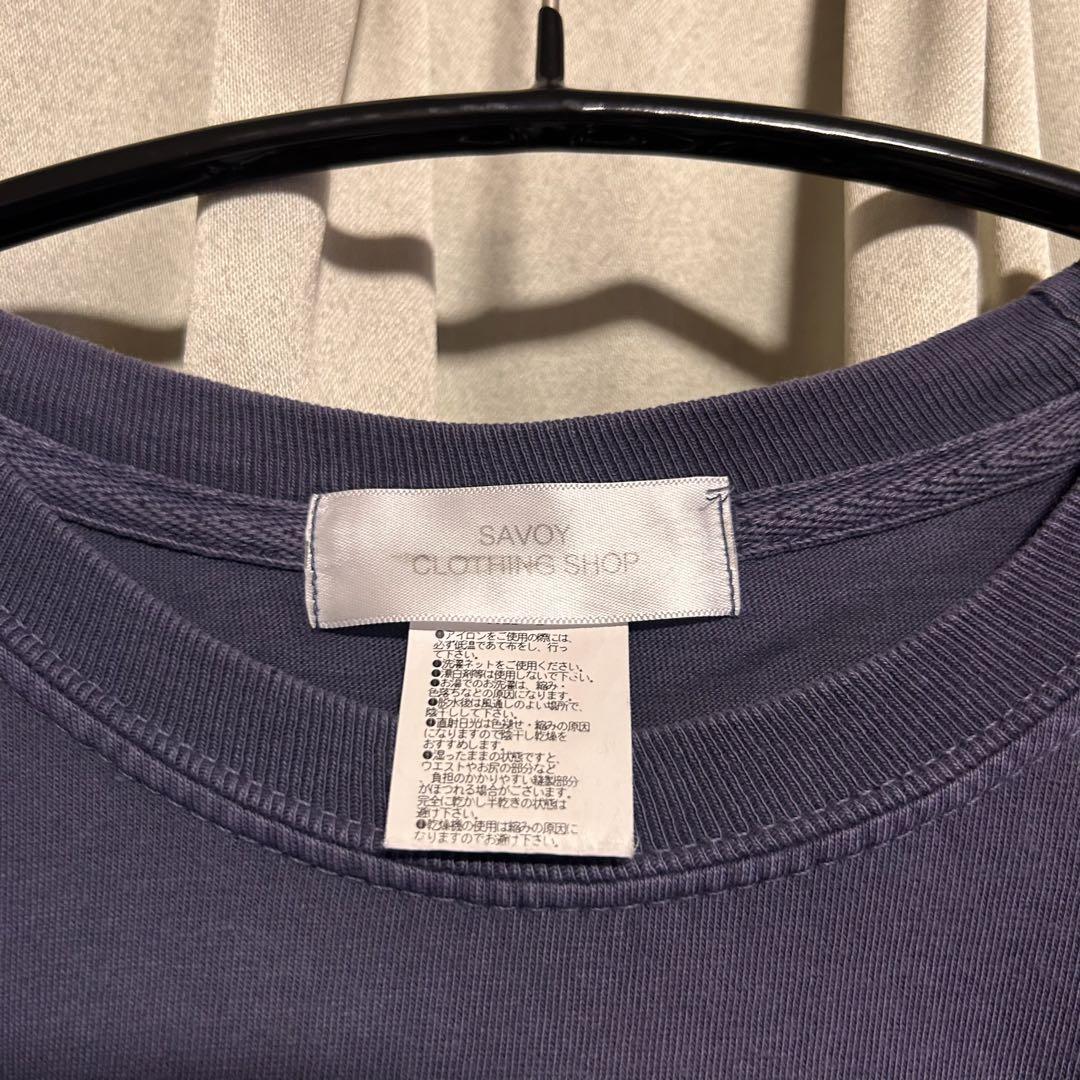 SAVOY
CLOTHING SHOP
●アイロンをご使用の際には、
必ず低温であて布をし、行っ
て下さい。
●洗濯ネットをご使用ください。
●漂白剤等は使用しないで下さい。
●お湯でのお洗濯は、縮み・
色落ちなどの原因になります。
●脱水後は風通しのよい場所で、
陰干しして下さい。
●直射日光は色褪せ・縮みの原因
になりますので陰干し乾燥を
おすすめします。
●湿ったままの状態ですと、
ウエストやお尻の部分など
負担のかかりやすい縫製部分
がほつれる場合がございます。
完全に乾かし半乾きの状態は
避け下さい。
●乾燥機の使用は縮みの原因に
なりますのでお避け下さい。